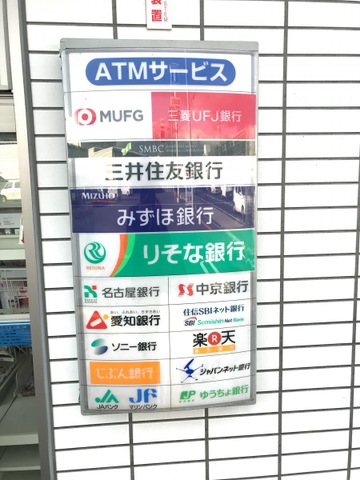 装置
ATMサービス
MUFG 三菱UFJ銀行
SMBC
三井住友銀行
MIZUHO
みずほ銀行
RESONA りそな銀行
名古屋銀行 中京銀行
愛知銀行 住信SBIネット銀行
SBI Sumishin Net Bank
ソニー銀行 楽天
じぶん銀行 ジャパンネット銀行
JA JF JP ゆうちょ銀行
JAバンク マリンバンク